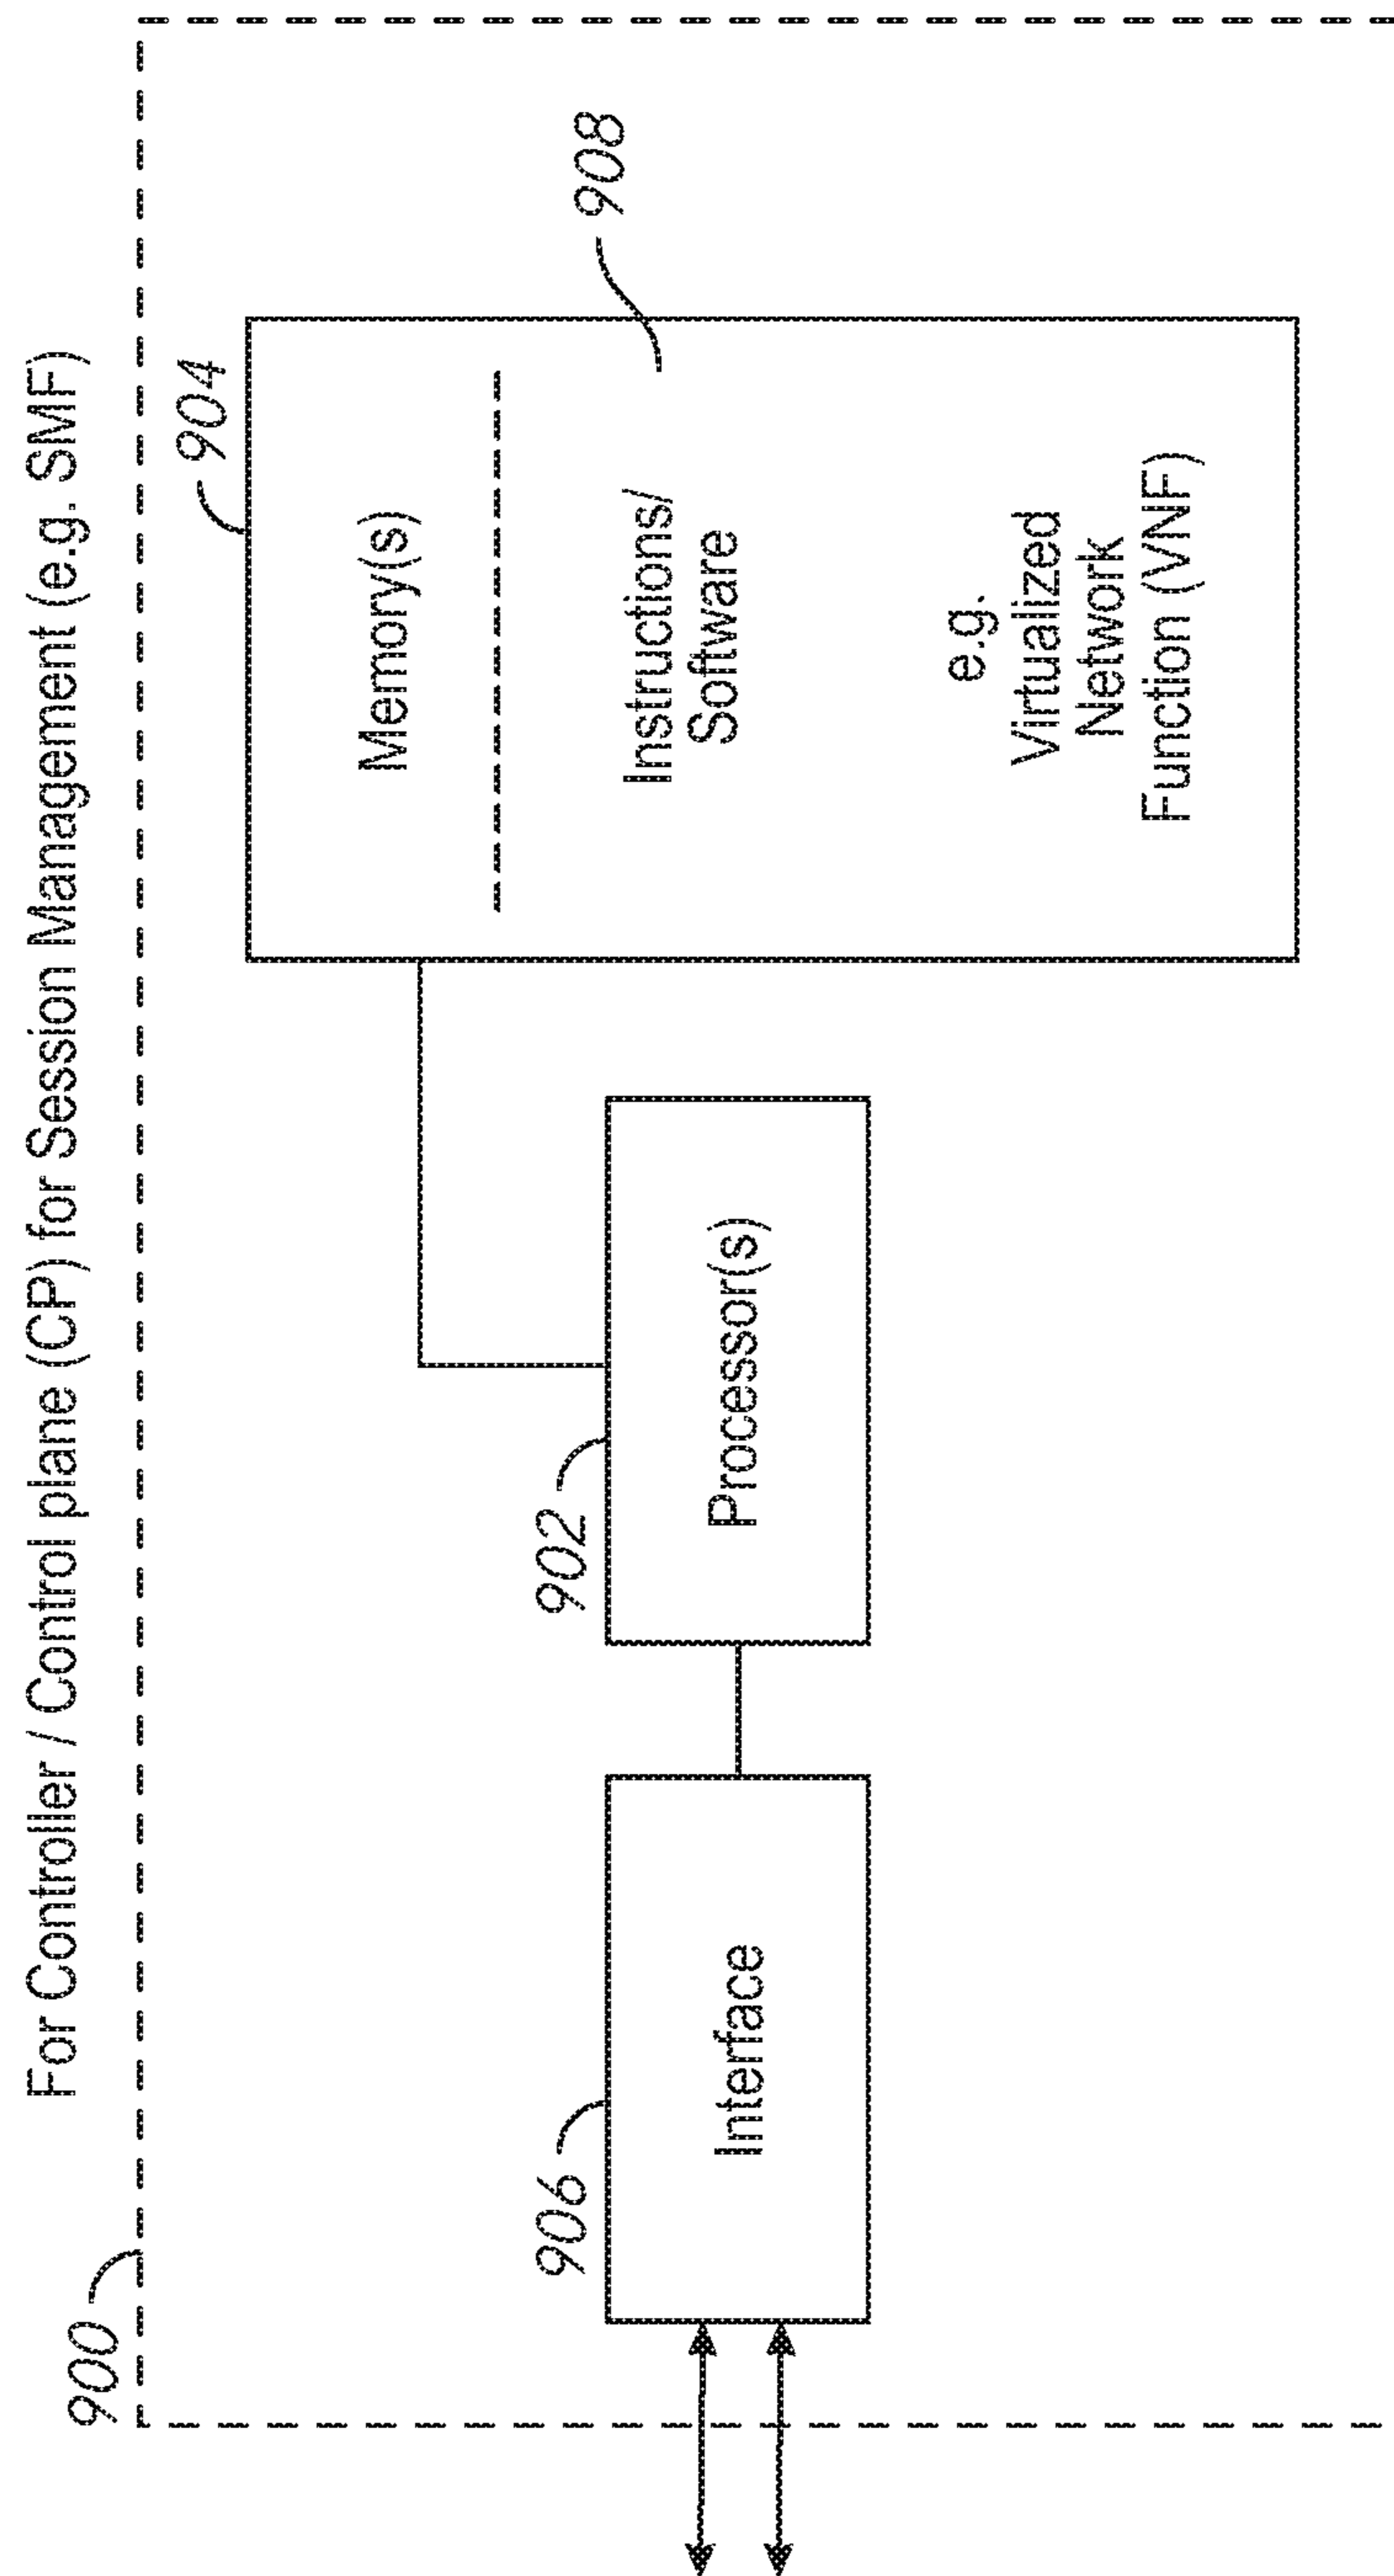 For Controller / Control plane (CP) for Session Management (e.g. SMF)
900
904
Memory(s)
908
Instructions/
Software
e.g.
Virtualized
Network
Function (VNF)
902
Processor(s)
906
Interface